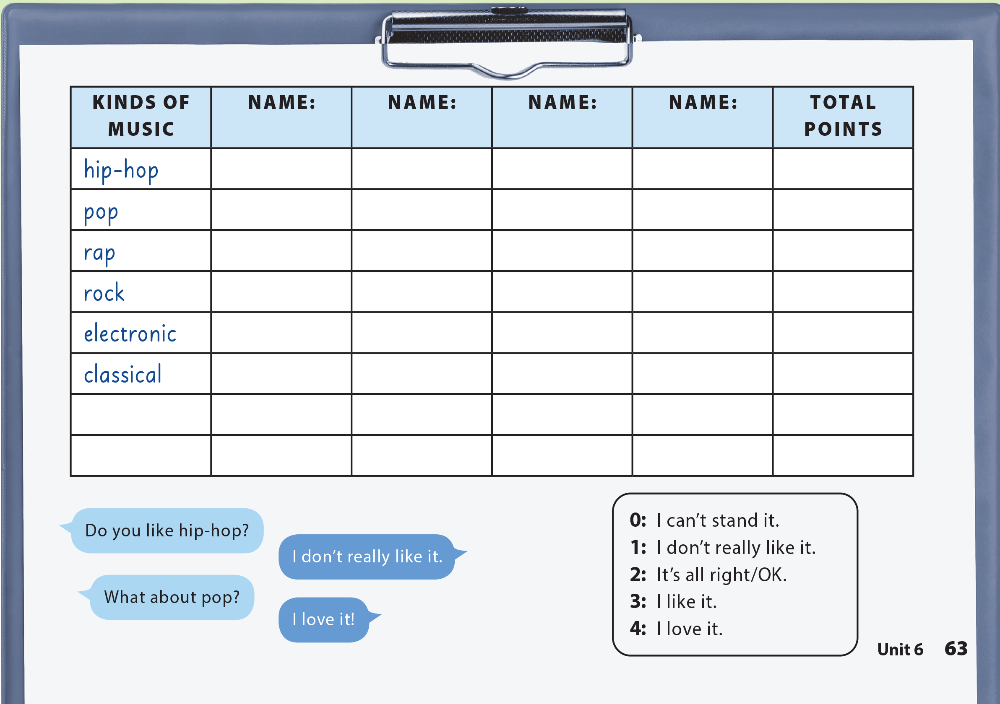 KINDS OF MUSIC NAME: NAME: NAME: NAME: TOTAL POINTS
hip-hop
pop
rap
rock
electronic
classical
Do you like hip-hop?
I don’t really like it.
What about pop?
I love it!
0: I can’t stand it.
1: I don’t really like it.
2: It’s all right/OK.
3: I like it.
4: I love it.
Unit 6 63